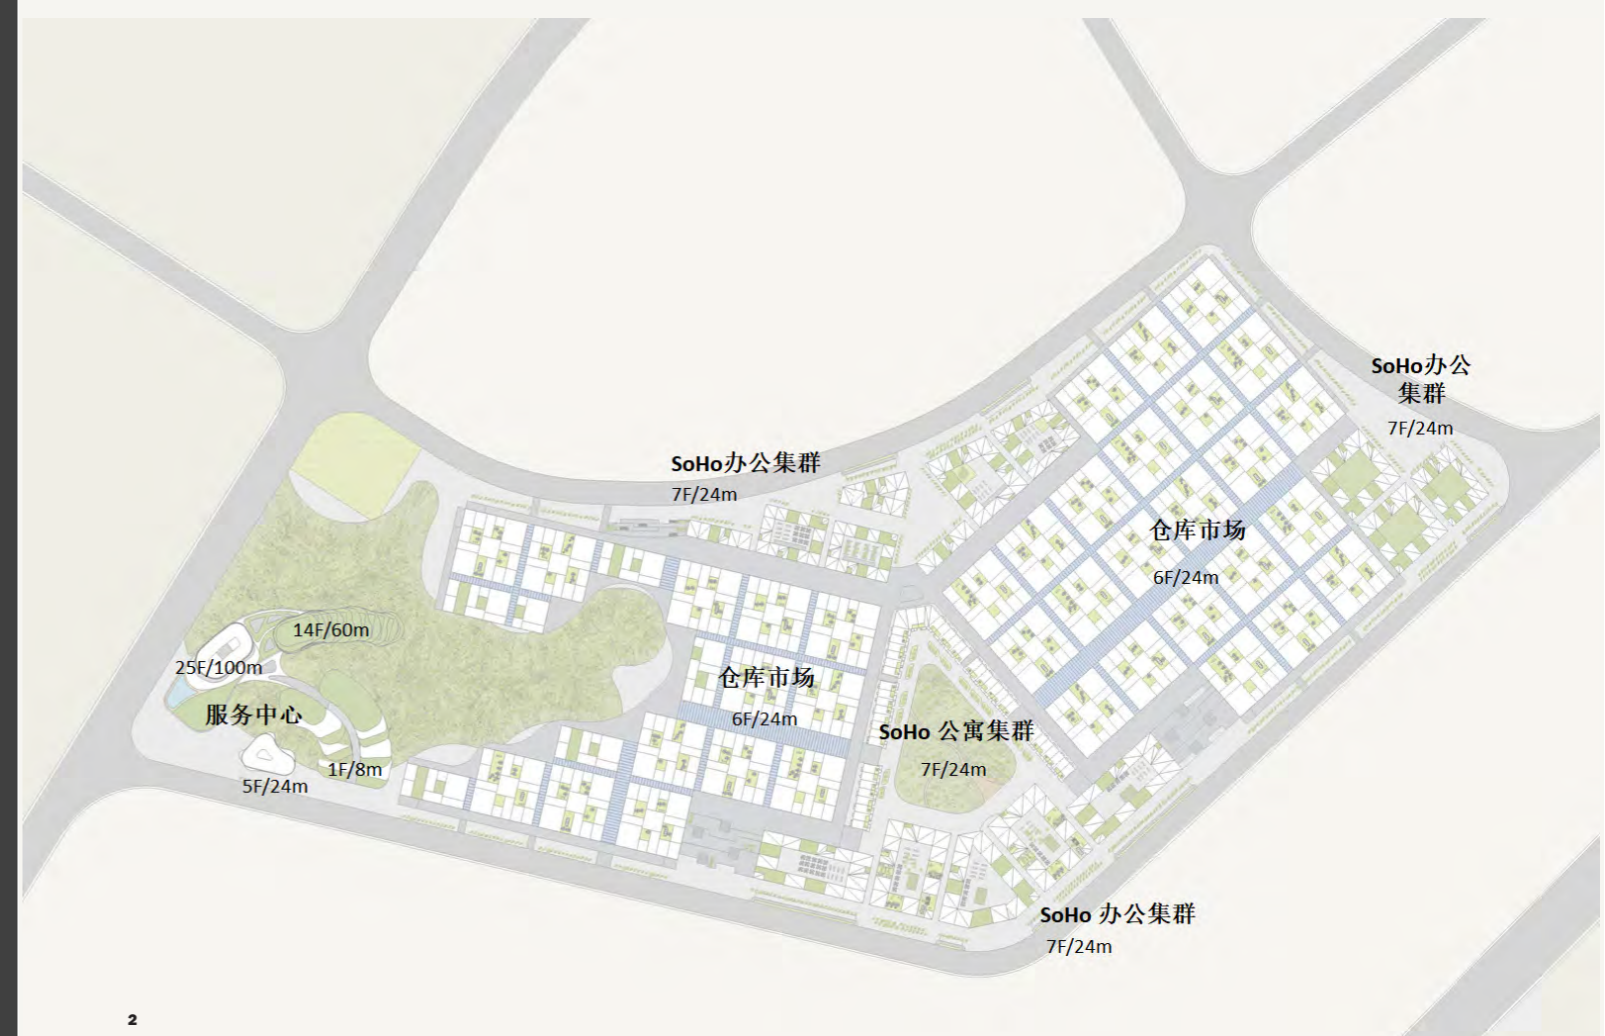 SoHo办公
集群
7F/24m
SoHo办公集群
7F/24m
仓库市场
6F/24m
14F/60m
25F/100m
服务中心
仓库市场
6F/24m
SoHo 公寓集群
7F/24m
1F/8m
5F/24m
SoHo 办公集群
7F/24m
2